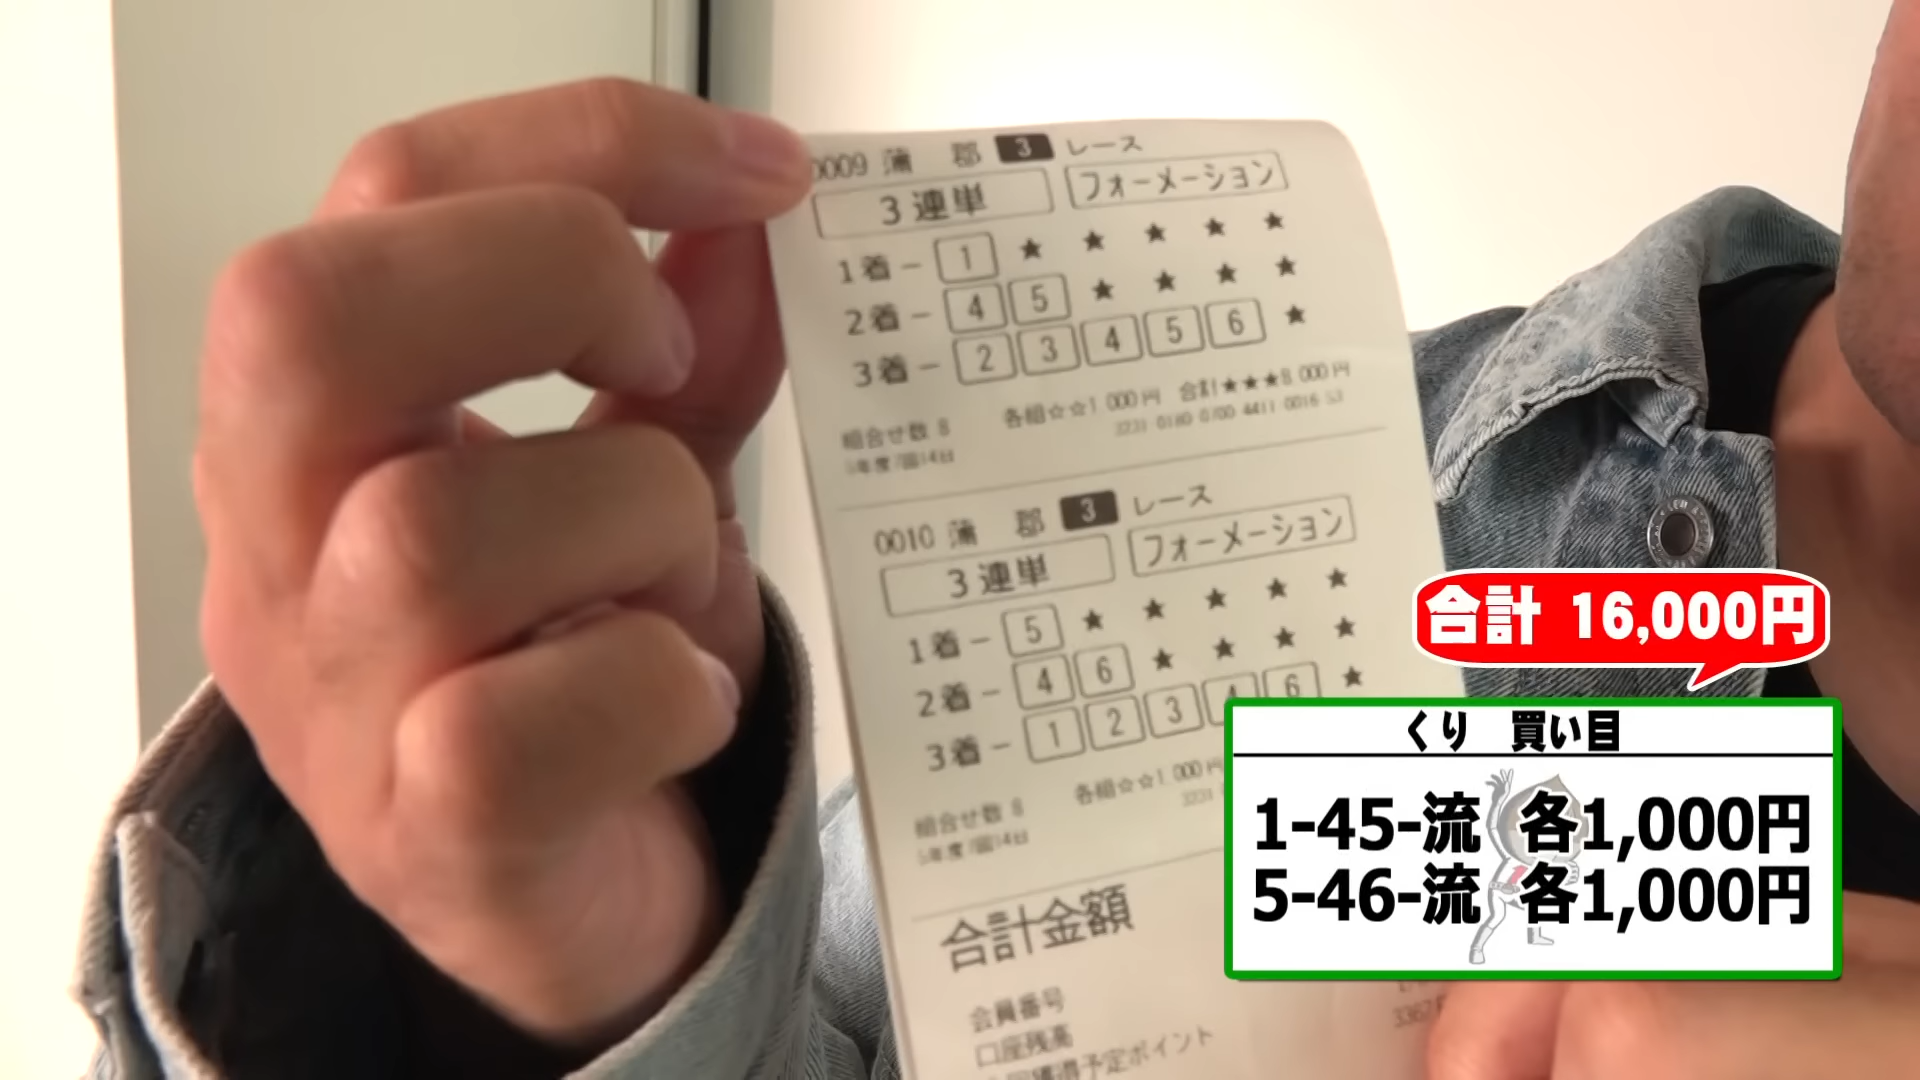 0009 蒲 郡 3 レース
3連単 フォーメーション
1着 - 1 ★ ★ ★ ★ ★
2着 - 4 5 ★ ★ ★ ★
3着 - 2 3 4 5 6 ★
組合せ数 8 各組☆☆1,000円 合計★★★8,000円
0010 蒲 郡 3 レース
3連単 フォーメーション
1着 - 5 ★ ★ ★ ★ ★
2着 - 4 6 ★ ★ ★ ★
3着 - 1 2 3 4 6 ★
組合せ数 8 各組☆☆1,000円
合計金額
会員番号
口座残高
合計 16,000円
くり 買い目
1-45-流 各1,000円
5-46-流 各1,000円